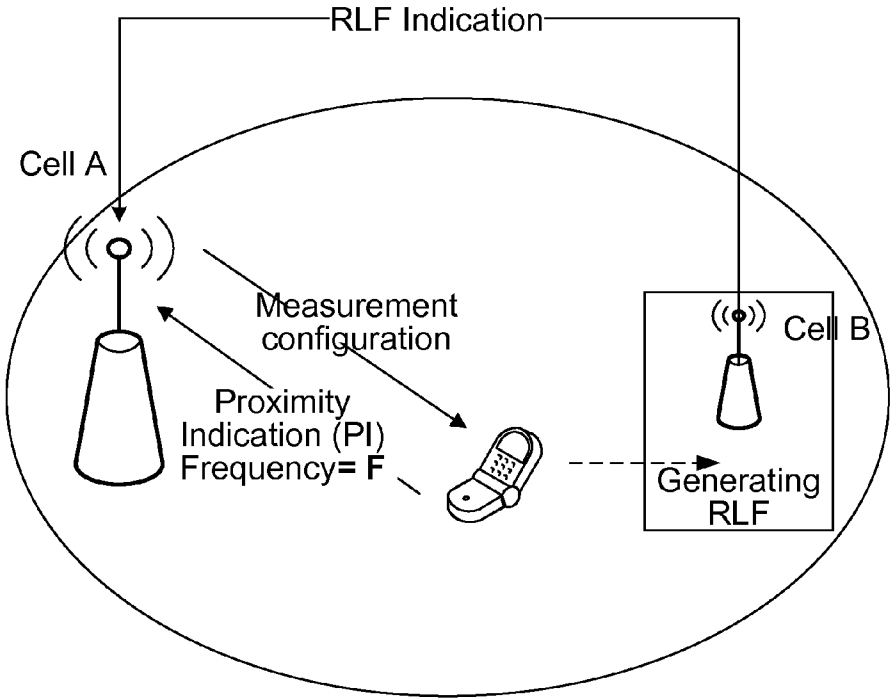 RLF Indication
Cell A
Measurement
configuration
Cell B
Proximity
Indication (PI)
Frequency= F
Generating
RLF